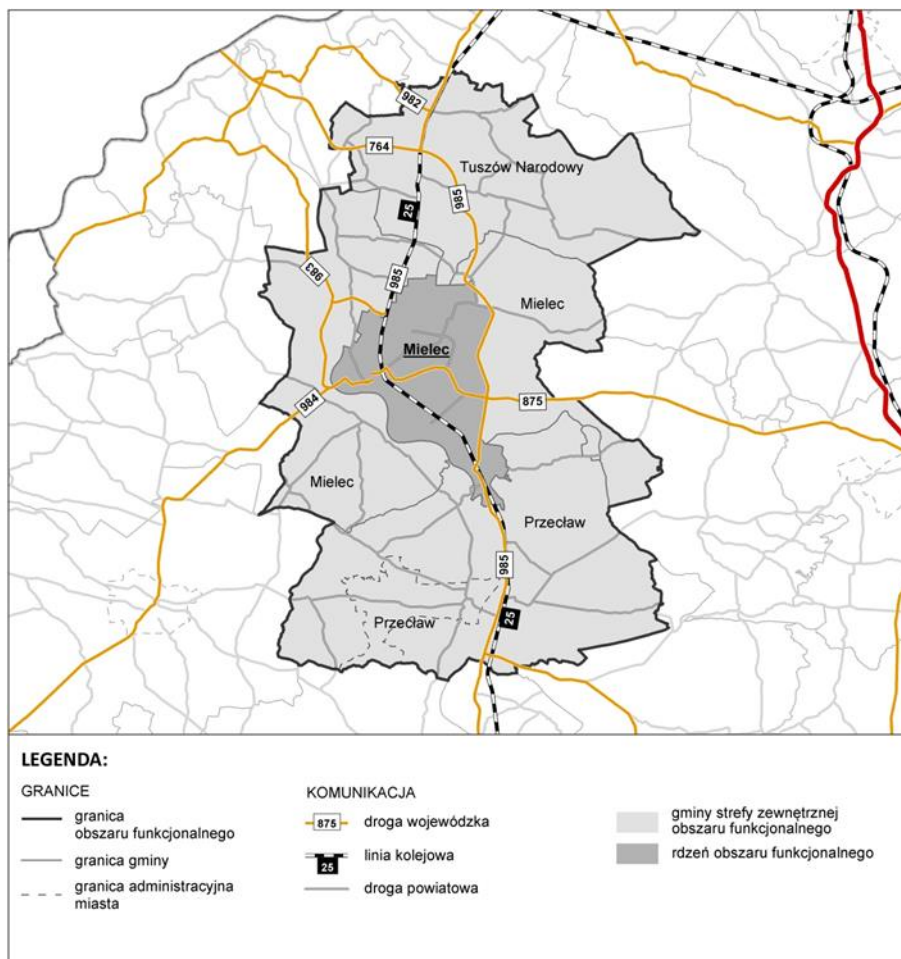 982
764
Tuszów Narodowy
985
25
983
985
Mielec
Mielec
984
875
Mielec
Przecław
985
Przecław
25
LEGENDA:
GRANICE
granica
obszaru funkcjonalnego
granica gminy
granica administracyjna
miasta
KOMUNIKACJA
875 droga wojewódzka
linia kolejowa
25
droga powiatowa
gminy strefy zewnętrznej
obszaru funkcjonalnego
rdzeń obszaru funkcjonalnego